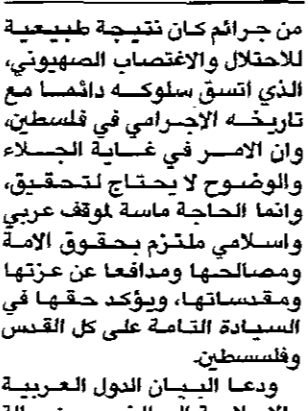 من جرائم كان نتيجة طبيعية
للاحتلال والاغتصاب الصهيوني،
الذي اتسق سلوكه دائما مع
تاريخه الاجرامي في فلسطين،
وان الامر في غاية الجلاء
والوضوح لا يحتاج لتحقيق،
وانما الحاجة ماسة لموقف عربي
واسلامي ملتزم بحقوق الامة
ومصالحها ومدافعا عن عزتها
ومقدساتها، ويؤكد حقها في
السيادة التامة على كل القدس
وفلسطين.
ودعا البيان الدول العربية